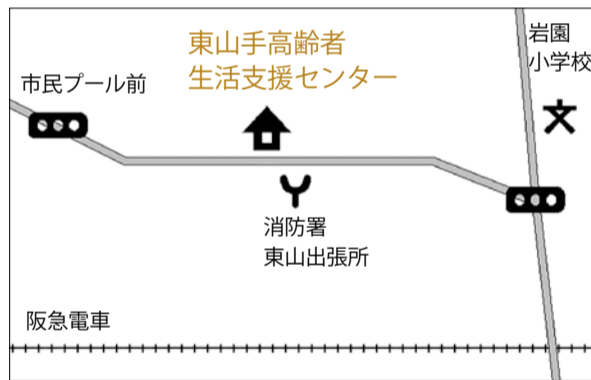 東山手高齢者
生活支援センター
岩園
小学校
市民プール前
消防署
東山出張所
阪急電車